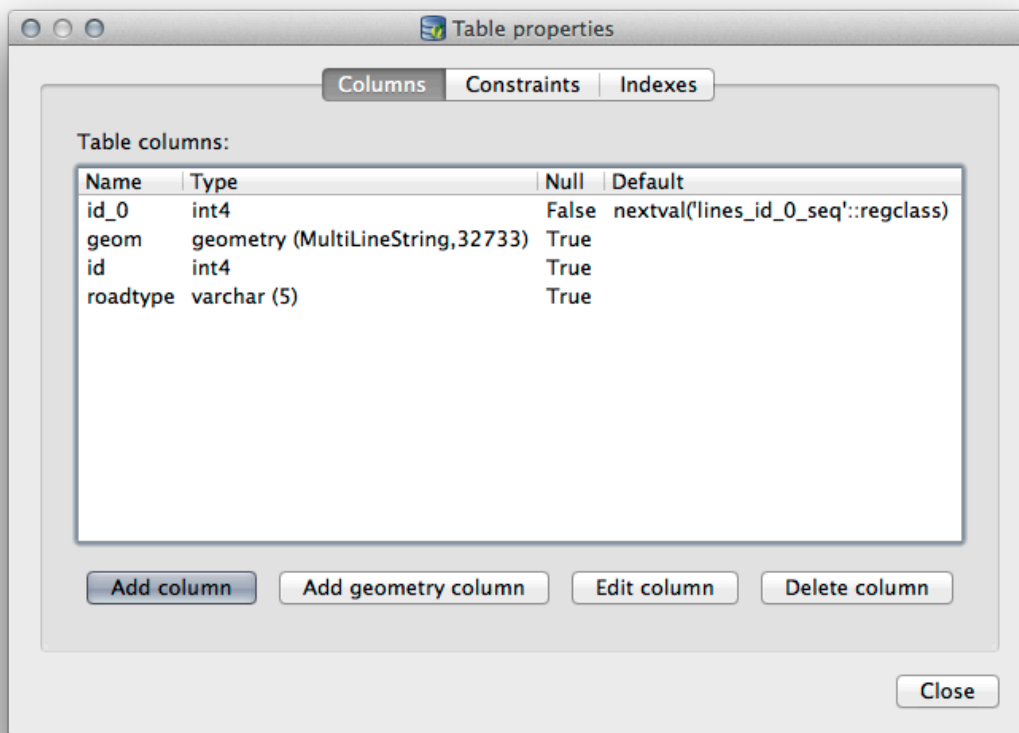 Table properties
Columns Constraints Indexes
Table columns:
Name Type Null Default
id_0 int4 False nextval('lines_id_0_seq'::regclass)
geom geometry (MultiLineString,32733) True
id int4 True
roadtype varchar (5) True
Add column Add geometry column Edit column Delete column
Close